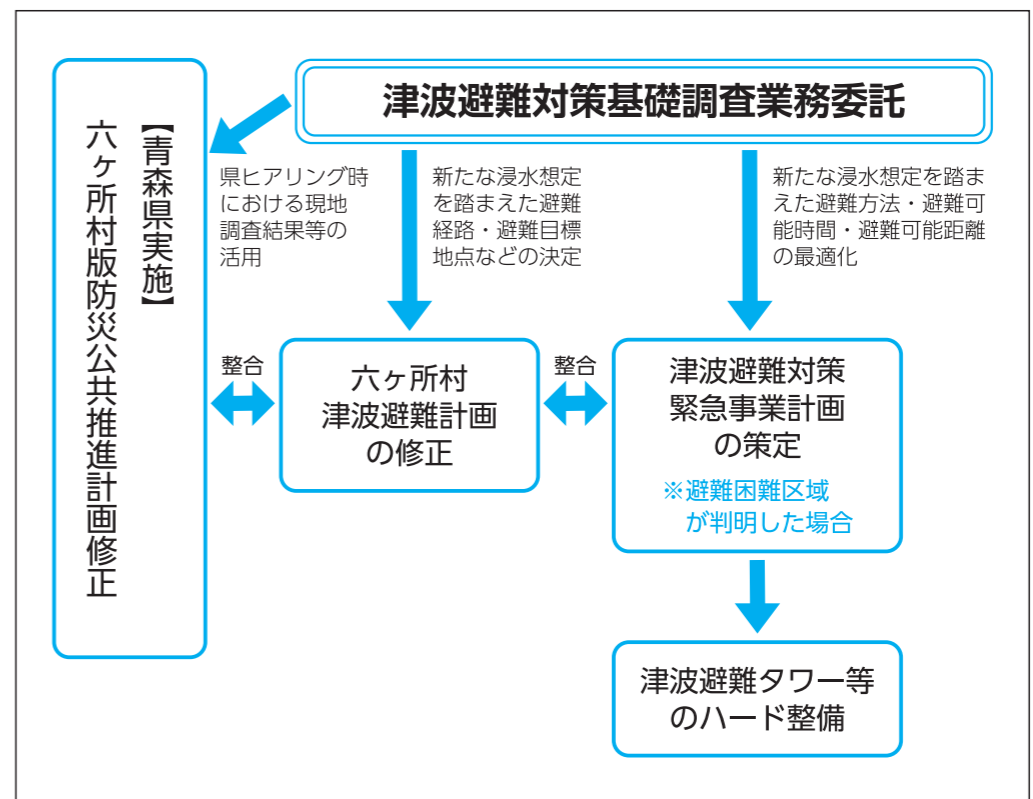 津波避難対策基礎調査業務委託
【青森県実施】
六ヶ所村版防災公共推進計画修正
県ヒアリング時
における現地
調査結果等の
活用
新たな浸水想定
を踏まえた避難
経路・避難目標
地点などの決定
新たな浸水想定を踏ま
えた避難方法・避難可
能時間・避難可能距離
の最適化
整合
六ヶ所村
津波避難計画
の修正
整合
津波避難対策
緊急事業計画
の策定
※避難困難区域
が判明した場合
津波避難タワー等
のハード整備